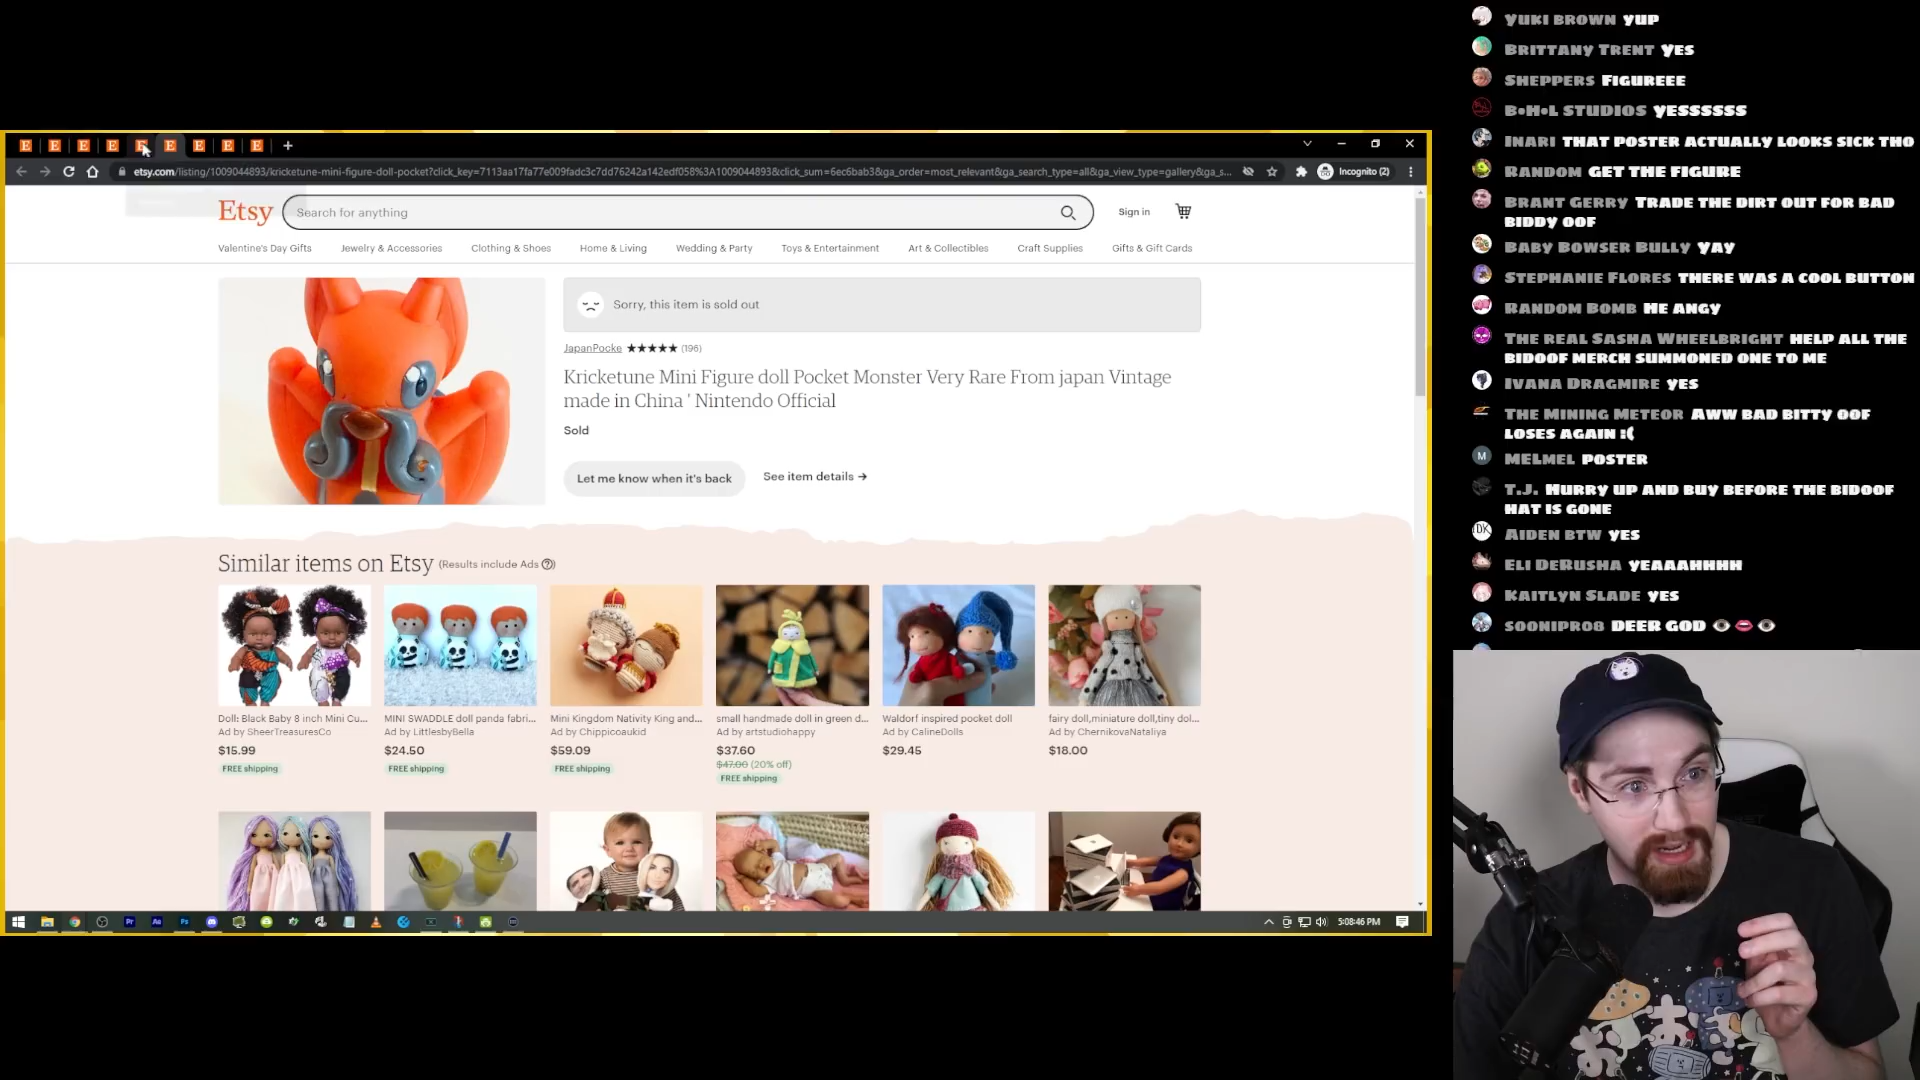 etsy.com/listing/1009044893/kricketune-mini-figure-doll-pocket?click_key=7113aa17fa77e009fadc3c7dd76242a142edf058%3A1009044893&click_sum=6ec6bab3&ga_order=most_relevant&ga_search_type=all&ga_view_type=gallery&ga_s...
Incognito (2)
Etsy
Search for anything
Sign in
Valentine's Day Gifts
Jewelry & Accessories
Clothing & Shoes
Home & Living
Wedding & Party
Toys & Entertainment
Art & Collectibles
Craft Supplies
Gifts & Gift Cards
Sorry, this item is sold out
JapanPocke ★★★★★ (196)
Kricketune Mini Figure doll Pocket Monster Very Rare From japan Vintage
made in China ' Nintendo Official
Sold
Let me know when it's back
See item details →
Similar items on Etsy (Results include Ads ?)
Doll: Black Baby 8 inch Mini Cu...
Ad by SheerTreasuresCo
$15.99
FREE shipping
MINI SWADDLE doll panda fabri...
Ad by LittlesbyBella
$24.50
FREE shipping
Mini Kingdom Nativity King and...
Ad by Chippicoaukid
$59.09
FREE shipping
small handmade doll in green d...
Ad by artstudiohappy
$37.60
$47.00 (20% off)
FREE shipping
Waldorf inspired pocket doll
Ad by CalineDolls
$29.45
fairy doll,miniature doll,tiny dol...
Ad by ChernikovaNataliya
$18.00
5:08:46 PM
YUKI BROWN YUP
BRITTANY TRENT YES
SHEPPERS FIGUREEE
B•H•L STUDIOS YESSSSSS
INARI THAT POSTER ACTUALLY LOOKS SICK THO
RANDOM GET THE FIGURE
BRANT GERRY TRADE THE DIRT OUT FOR BAD
BIDDY OOF
BABY BOWSER BULLY YAY
STEPHANIE FLORES THERE WAS A COOL BUTTON
RANDOM BOMB HE ANGY
THE REAL SASHA WHEELBRIGHT HELP ALL THE
BIDOOF MERCH SUMMONED ONE TO ME
IVANA DRAGMIRE YES
THE MINING METEOR AWW BAD BITTY OOF
LOSES AGAIN :(
MELMEL POSTER
T.J. HURRY UP AND BUY BEFORE THE BIDOOF
HAT IS GONE
AIDEN BTW YES
ELI DERUSHA YEAAAHHHH
KAITLYN SLADE YES
SOONIPRO8 DEER GOD 👁👄👁